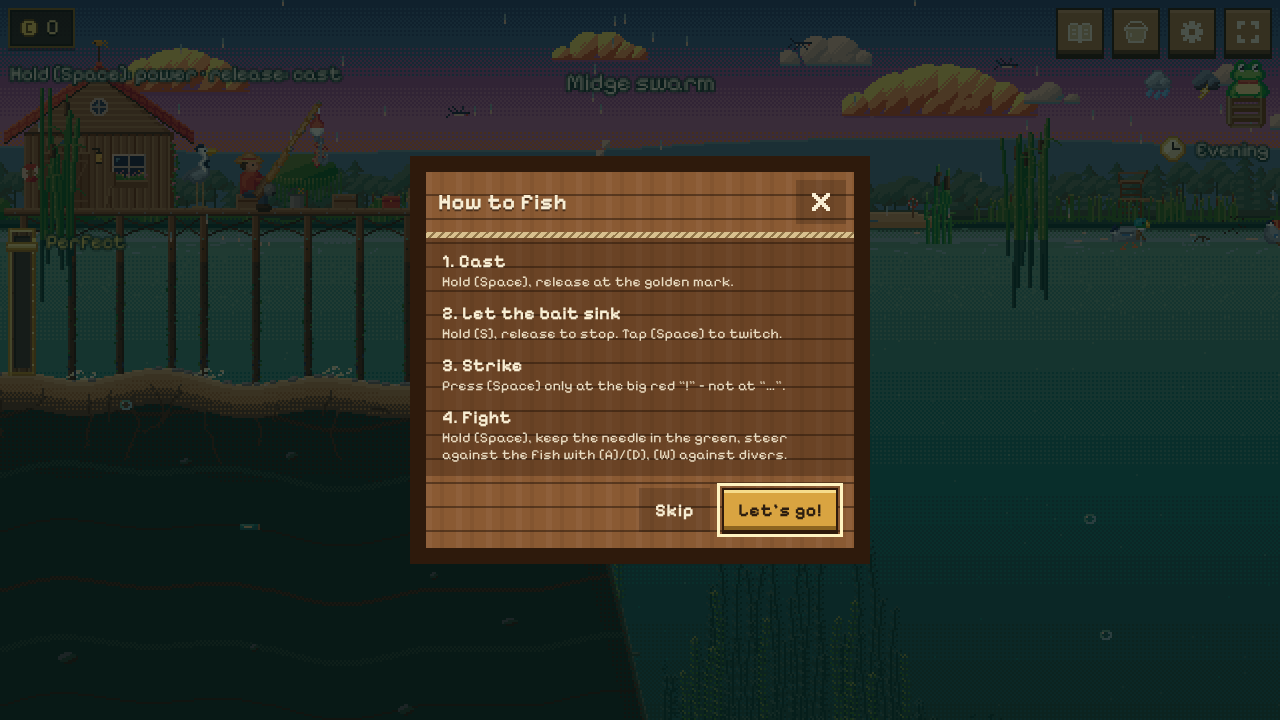 0
Hold [Space]: power · release: cast
Midge swarm
Evening
Perfect
How to fish
1. Cast
Hold [Space], release at the golden mark.
2. Let the bait sink
Hold [S], release to stop. Tap [Space] to twitch.
3. Strike
Press [Space] only at the big red "!" - not at "…".
4. Fight
Hold [Space], keep the needle in the green, steer
against the fish with [A]/[D], [W] against divers.
Skip
Let's go!